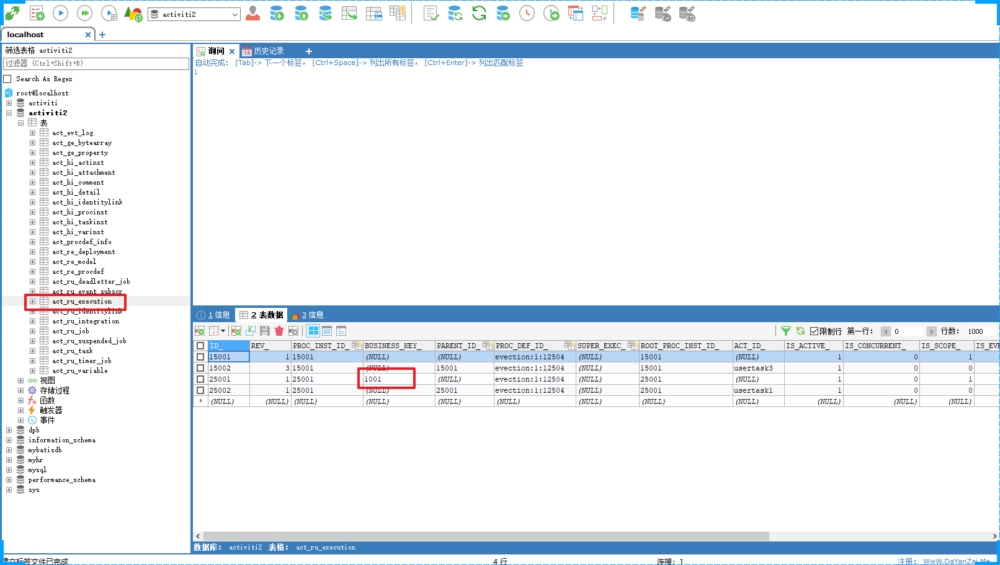 activiti2
localhost
筛选表格 activiti2
过滤器 (Ctrl+Shift+B)
Search As Regex
root@localhost
activiti
activiti2
表
act_evt_log
act_ge_bytearray
act_ge_property
act_hi_actinst
act_hi_attachment
act_hi_comment
act_hi_detail
act_hi_identitylink
act_hi_procinst
act_hi_taskinst
act_hi_varinst
act_procdef_info
act_re_deployment
act_re_model
act_re_procdef
act_ru_deadletter_job
act_ru_event_subscr
act_ru_execution
act_ru_identitylink
act_ru_integration
act_ru_job
act_ru_suspended_job
act_ru_task
act_ru_timer_job
act_ru_variable
视图
存储过程
函数
触发器
事件
dpb
information_schema
mybatisdb
myhr
mysql
performance_schema
sys
询问 18 历史记录
自动完成： [Tab]-> 下一个标签， [Ctrl+Space]-> 列出所有标签， [Ctrl+Enter]-> 列出匹配标签
1
1 信息 2 表数据 3 信息
限制行 第一行： 0 行数： 1000
ID_ REV_ PROC_INST_ID_ BUSINESS_KEY_ PARENT_ID_ PROC_DEF_ID_ SUPER_EXEC_ ROOT_PROC_INST_ID_ ACT_ID_ IS_ACTIVE_ IS_CONCURRENT_ IS_SCOPE_ IS_EVE
15001 1 15001 (NULL) (NULL) evection:1:12504 (NULL) 15001 (NULL) 1 0 1
15002 3 15001 (NULL) 15001 evection:1:12504 (NULL) 15001 usertask3 1 0 0
25001 1 25001 1001 (NULL) evection:1:12504 (NULL) 25001 (NULL) 1 0 1
25002 1 25001 (NULL) 25001 evection:1:12504 (NULL) 25001 usertask1 1 0 0
* (NULL) (NULL) (NULL) (NULL) (NULL) (NULL) (NULL) (NULL) (NULL) (NULL) (NULL) (NULL)
数据库： activiti2 表格： act_ru_execution
建立标签文件已完成 4 行 连接： 1 注册： WwW.DaYanZai.Me